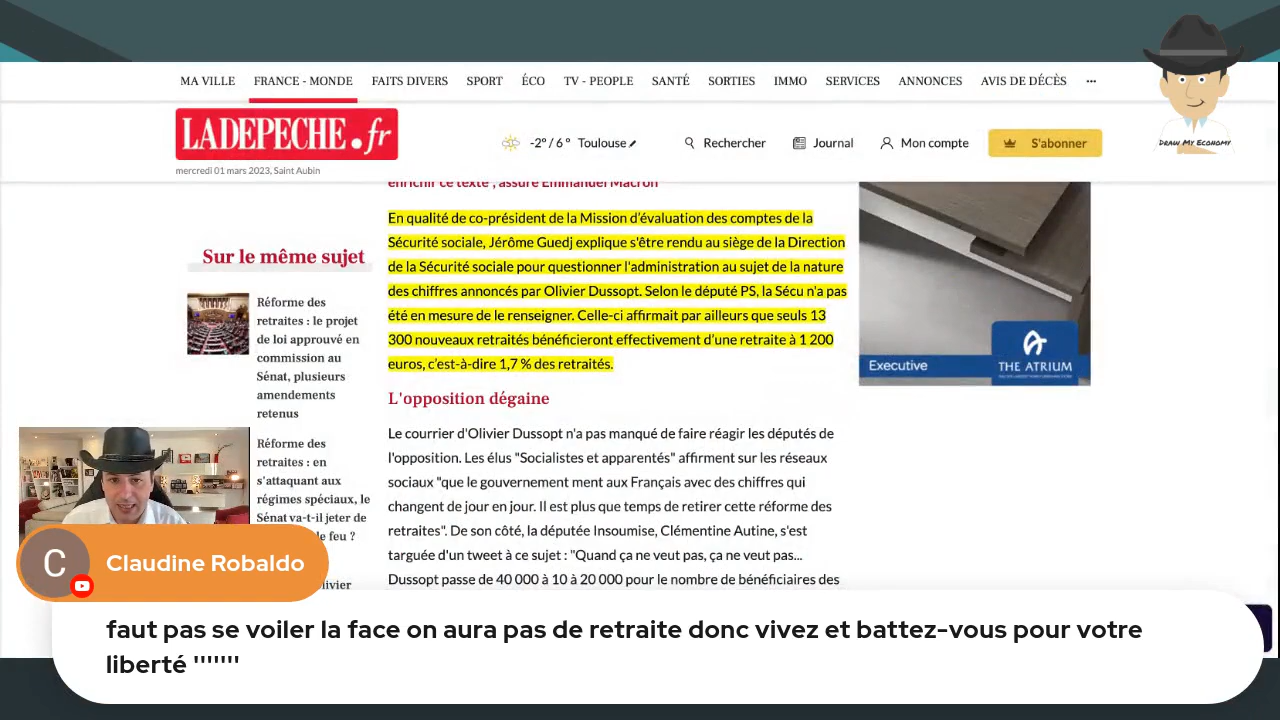 MA VILLE FRANCE - MONDE FAITS DIVERS SPORT ÉCO TV - PEOPLE SANTÉ SORTIES IMMO SERVICES ANNONCES AVIS DE DÉCÈS ...
LADEPECHE.fr
-2° / 6 ° Toulouse
Rechercher
Journal
Mon compte
S'abonner
DRAW MY ECONOMY
mercredi 01 mars 2023, Saint Aubin
enrichir ce texte", assure Emmanuel Macron
En qualité de co-président de la Mission d'évaluation des comptes de la
Sécurité sociale, Jérôme Guedj explique s'être rendu au siège de la Direction
de la Sécurité sociale pour questionner l'administration au sujet de la nature
des chiffres annoncés par Olivier Dussopt. Selon le député PS, la Sécu n'a pas
été en mesure de le renseigner. Celle-ci affirmait par ailleurs que seuls 13
300 nouveaux retraités bénéficieront effectivement d'une retraite à 1 200
euros, c'est-à-dire 1,7 % des retraités.
L'opposition dégaine
Le courrier d'Olivier Dussopt n'a pas manqué de faire réagir les députés de
l'opposition. Les élus "Socialistes et apparentés" affirment sur les réseaux
sociaux "que le gouvernement ment aux Français avec des chiffres qui
changent de jour en jour. Il est plus que temps de retirer cette réforme des
retraites". De son côté, la députée Insoumise, Clémentine Autine, s'est
targuée d'un tweet à ce sujet : "Quand ça ne veut pas, ça ne veut pas...
Dussopt passe de 40 000 à 10 à 20 000 pour le nombre de bénéficiaires des
Sur le même sujet
Réforme des
retraites : le projet
de loi approuvé en
commission au
Sénat, plusieurs
amendements
retenus
Réforme des
retraites : en
s'attaquant aux
régimes spéciaux, le
Sénat va-t-il jeter de
le feu ?
livier
Executive
THE ATRIUM
C
Claudine Robaldo
faut pas se voiler la face on aura pas de retraite donc vivez et battez-vous pour votre
liberté '''''''